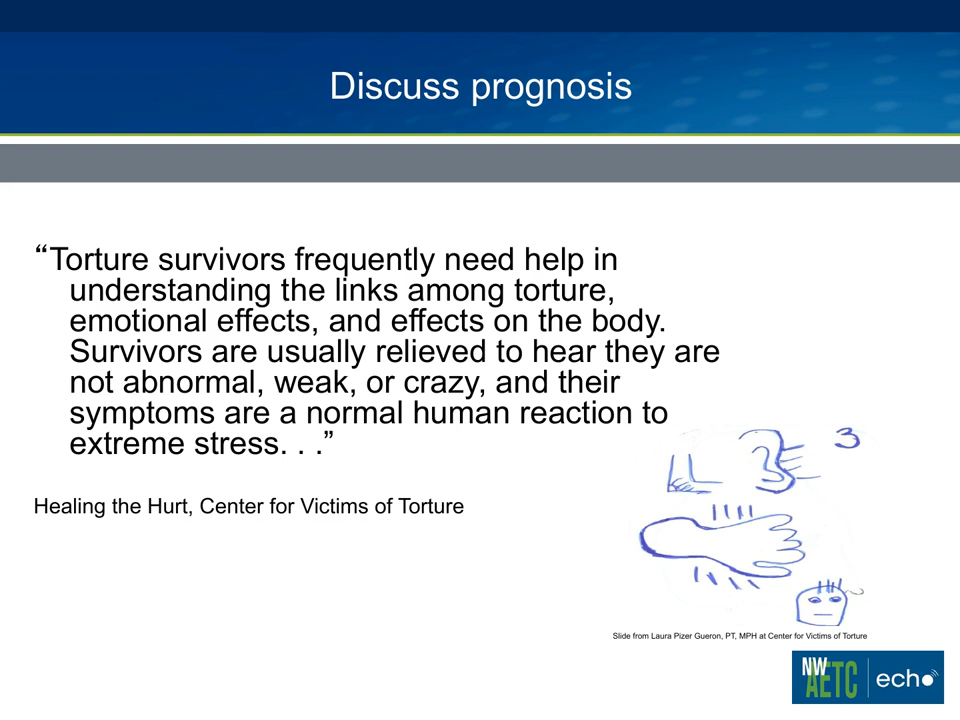 Discuss prognosis
“Torture survivors frequently need help in
understanding the links among torture,
emotional effects, and effects on the body.
Survivors are usually relieved to hear they are
not abnormal, weak, or crazy, and their
symptoms are a normal human reaction to
extreme stress. . .”
3
Healing the Hurt, Center for Victims of Torture
Slide from Laura Pizer Gueron, PT, MPH at Center for Victims of Torture
NW
AETC echo